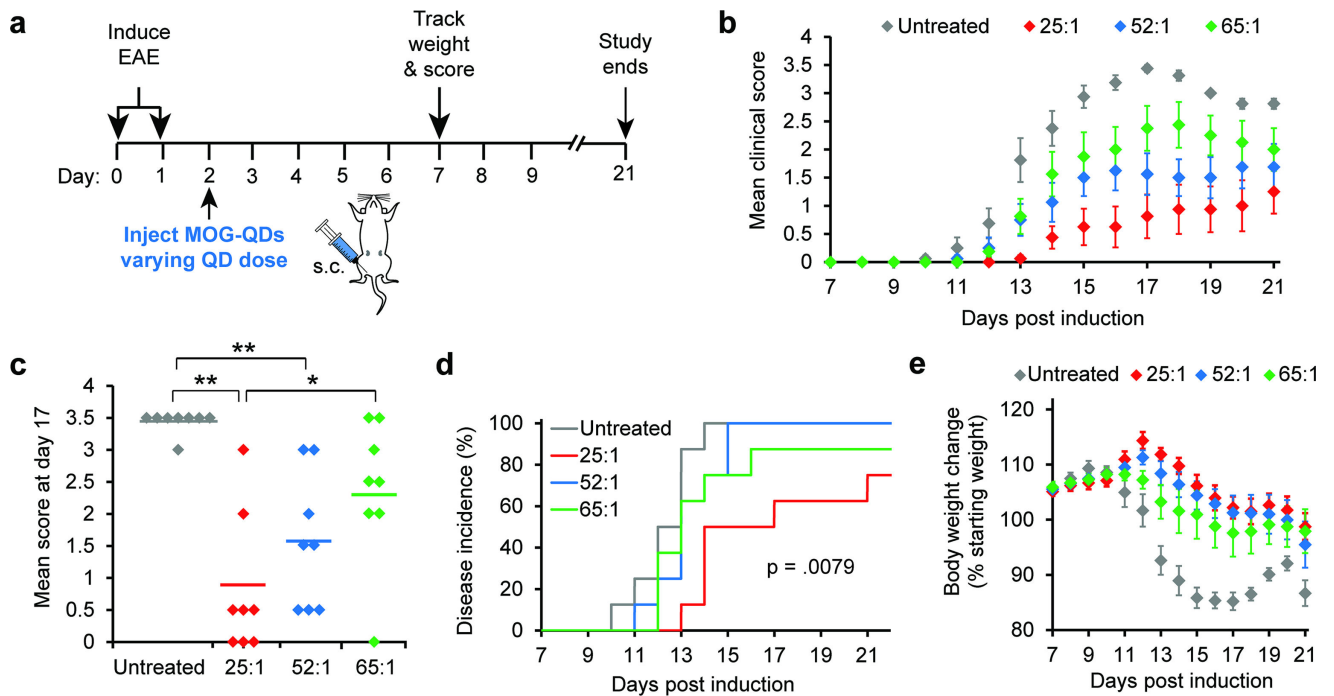 a
Induce
EAE
Track
weight
& score
Study
ends
Day: 0 1 2 3 4 5 6 7 8 9 21
Inject MOG-QDs
varying QD dose
s.c.
b
Untreated 25:1 52:1 65:1
Mean clinical score
4
3.5
3
2.5
2
1.5
1
0.5
0
7 9 11 13 15 17 19 21
Days post induction
c
** 
** *
Mean score at day 17
4
3.5
3
2.5
2
1.5
1
0.5
0
Untreated 25:1 52:1 65:1
d
Disease incidence (%)
100
80
60
40
20
0
Untreated
25:1
52:1
65:1
p = .0079
7 9 11 13 15 17 19 21
Days post induction
e
Untreated 25:1 52:1 65:1
Body weight change
(% starting weight)
120
110
100
90
80
7 9 11 13 15 17 19 21
Days post induction